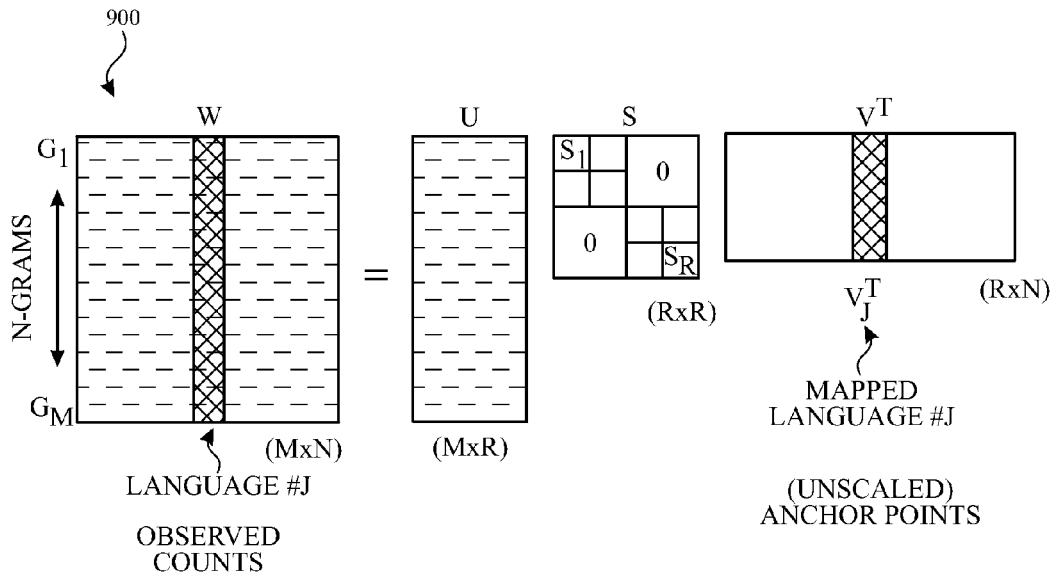 900
W
U
S
V^T
G_1
N-GRAMS
G_M
=
S_1
0
0
S_R
(MxN)
(MxR)
(RxR)
(RxN)
V_J^T
LANGUAGE #J
MAPPED
LANGUAGE #J
OBSERVED
COUNTS
(UNSCALED)
ANCHOR POINTS